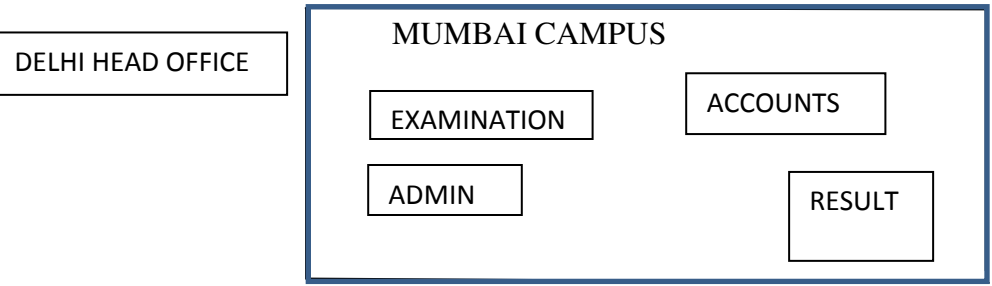 MUMBAI CAMPUS
DELHI HEAD OFFICE
EXAMINATION
ACCOUNTS
ADMIN
RESULT